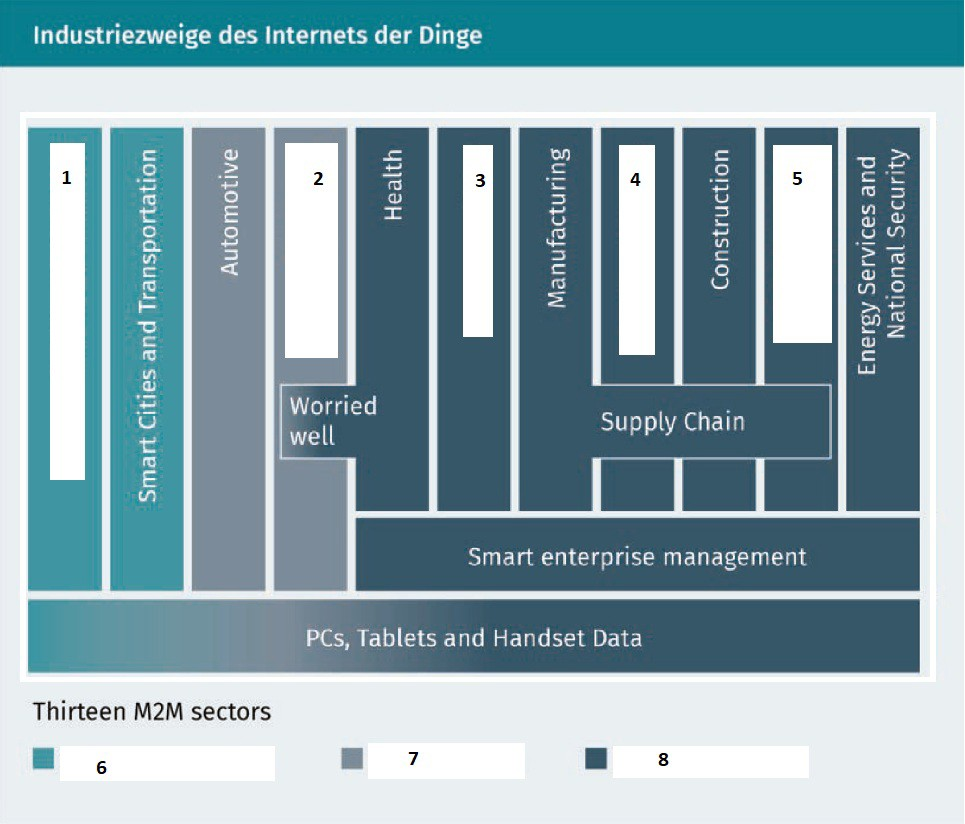 Industriezweige des Internets der Dinge
1
Smart Cities and Transportation
Automotive
2
Health
3
Manufacturing
4
Construction
5
Energy Services and
National Security
Worried
well
Supply Chain
Smart enterprise management
PCs, Tablets and Handset Data
Thirteen M2M sectors
6
7
8